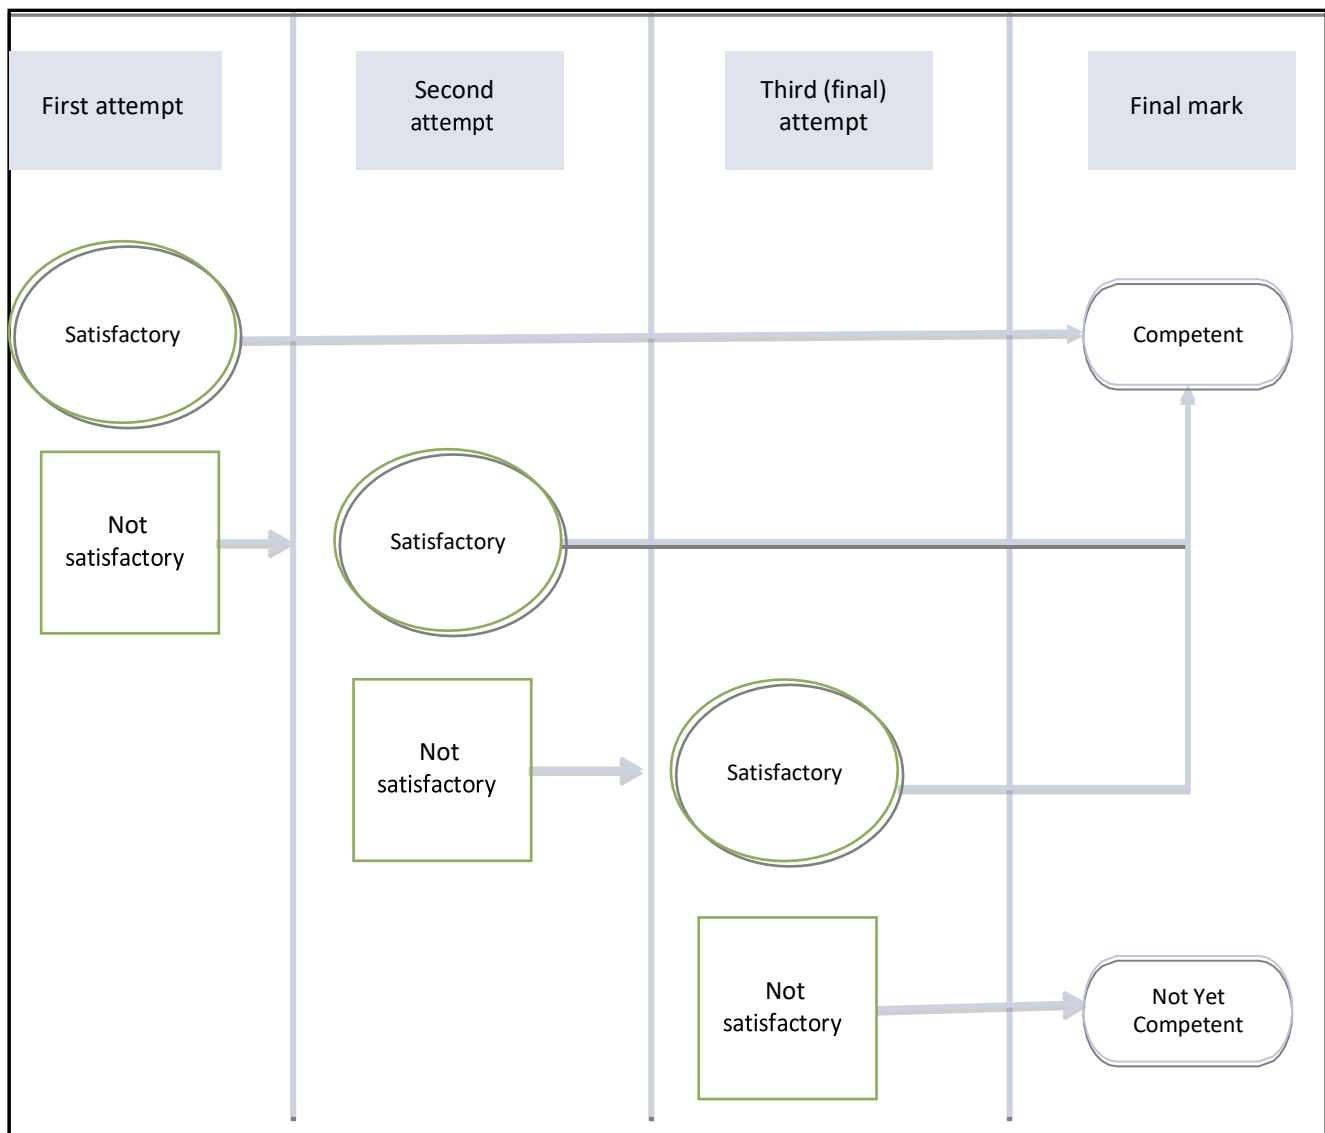 First attempt
Second
attempt
Third (final)
attempt
Final mark
Satisfactory
Competent
Not
satisfactory
Satisfactory
Not
satisfactory
Satisfactory
Not
satisfactory
Not Yet
Competent